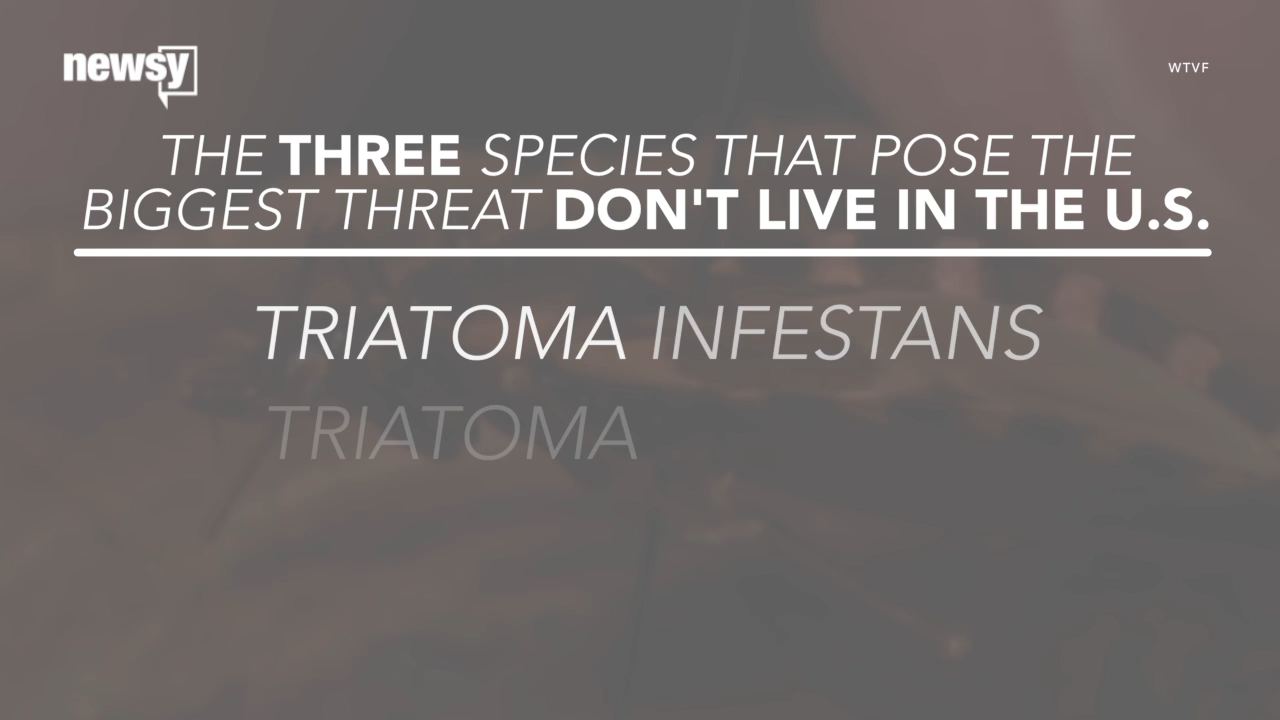 newsy
WTVF
THE THREE SPECIES THAT POSE THE
BIGGEST THREAT DON'T LIVE IN THE U.S.
TRIATOMA INFESTANS
TRIATOMA